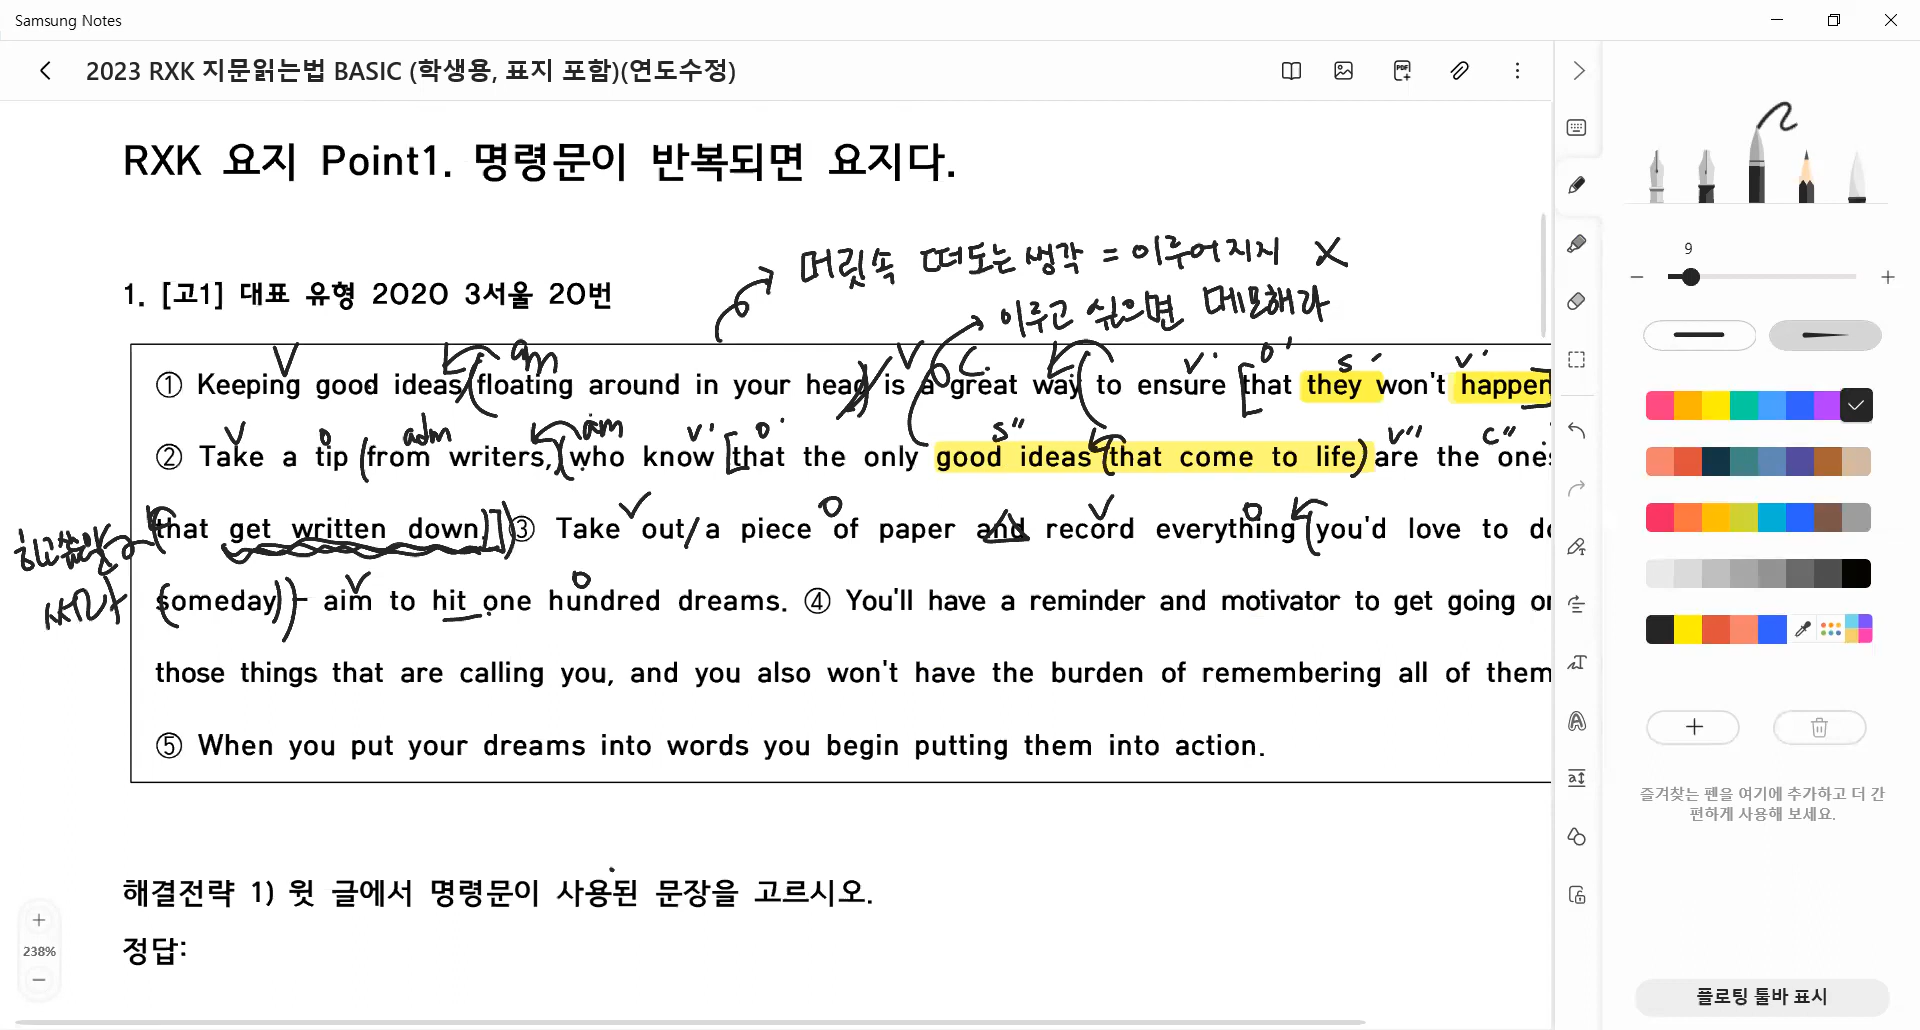 Samsung Notes
2023 RXK 지문읽는법 BASIC (학생용, 표지 포함)(연도수정)
RXK 요지 Point1. 명령문이 반복되면 요지다.
머릿속 떠도는 생각 = 이루어지지 X
1. [고1] 대표 유형 2020 3서울 20번
이루고 싶으면 메모해라
V am V C. V' O' S' V'
① Keeping good ideas floating around in your head is a great way to ensure that they won't happen
V O adm am V' O' S" V" C"
② Take a tip (from writers, (who know [that the only good ideas (that come to life) are the ones
V O V O
that get written down]]) ③ Take out/a piece of paper and record everything (you'd love to do
써라
V O
(someday)) - aim to hit one hundred dreams. ④ You'll have a reminder and motivator to get going on
those things that are calling you, and you also won't have the burden of remembering all of them
⑤ When you put your dreams into words you begin putting them into action.
해결전략 1) 윗 글에서 명령문이 사용된 문장을 고르시오.
정답:
238%
PDF
9
즐겨찾는 펜을 여기에 추가하고 더 간
편하게 사용해 보세요.
플로팅 툴바 표시